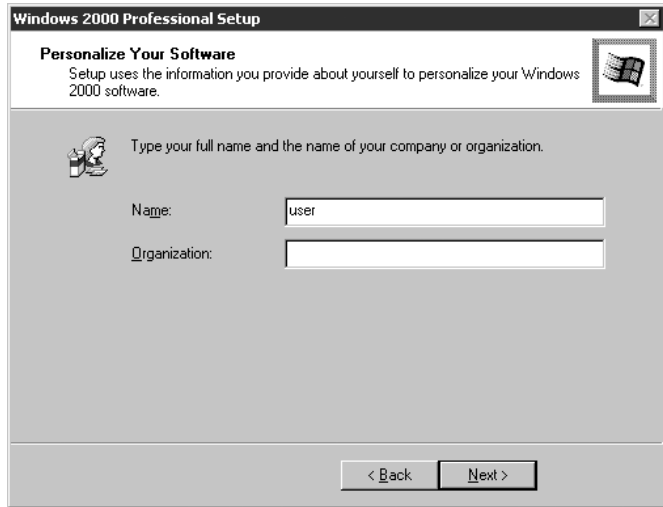 Windows 2000 Professional Setup
Personalize Your Software
Setup uses the information you provide about yourself to personalize your Windows
2000 software.
Type your full name and the name of your company or organization.
Name:
user
Organization:
< Back
Next >